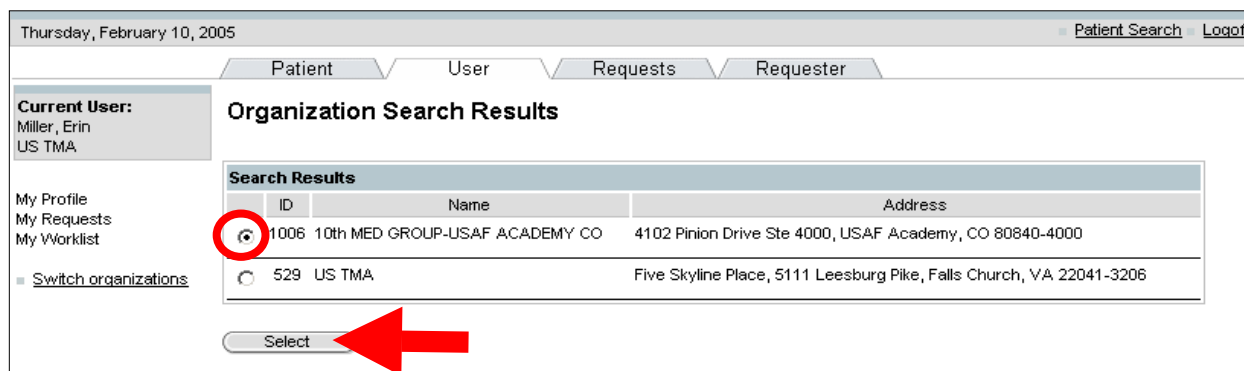 Thursday, February 10, 2005 Patient Search Logof
Patient User Requests Requester
Current User:
Miller, Erin
US TMA
My Profile
My Requests
My Worklist
Switch organizations
Organization Search Results
Search Results
ID Name Address
1006 10th MED GROUP-USAF ACADEMY CO 4102 Pinion Drive Ste 4000, USAF Academy, CO 80840-4000
529 US TMA Five Skyline Place, 5111 Leesburg Pike, Falls Church, VA 22041-3206
Select